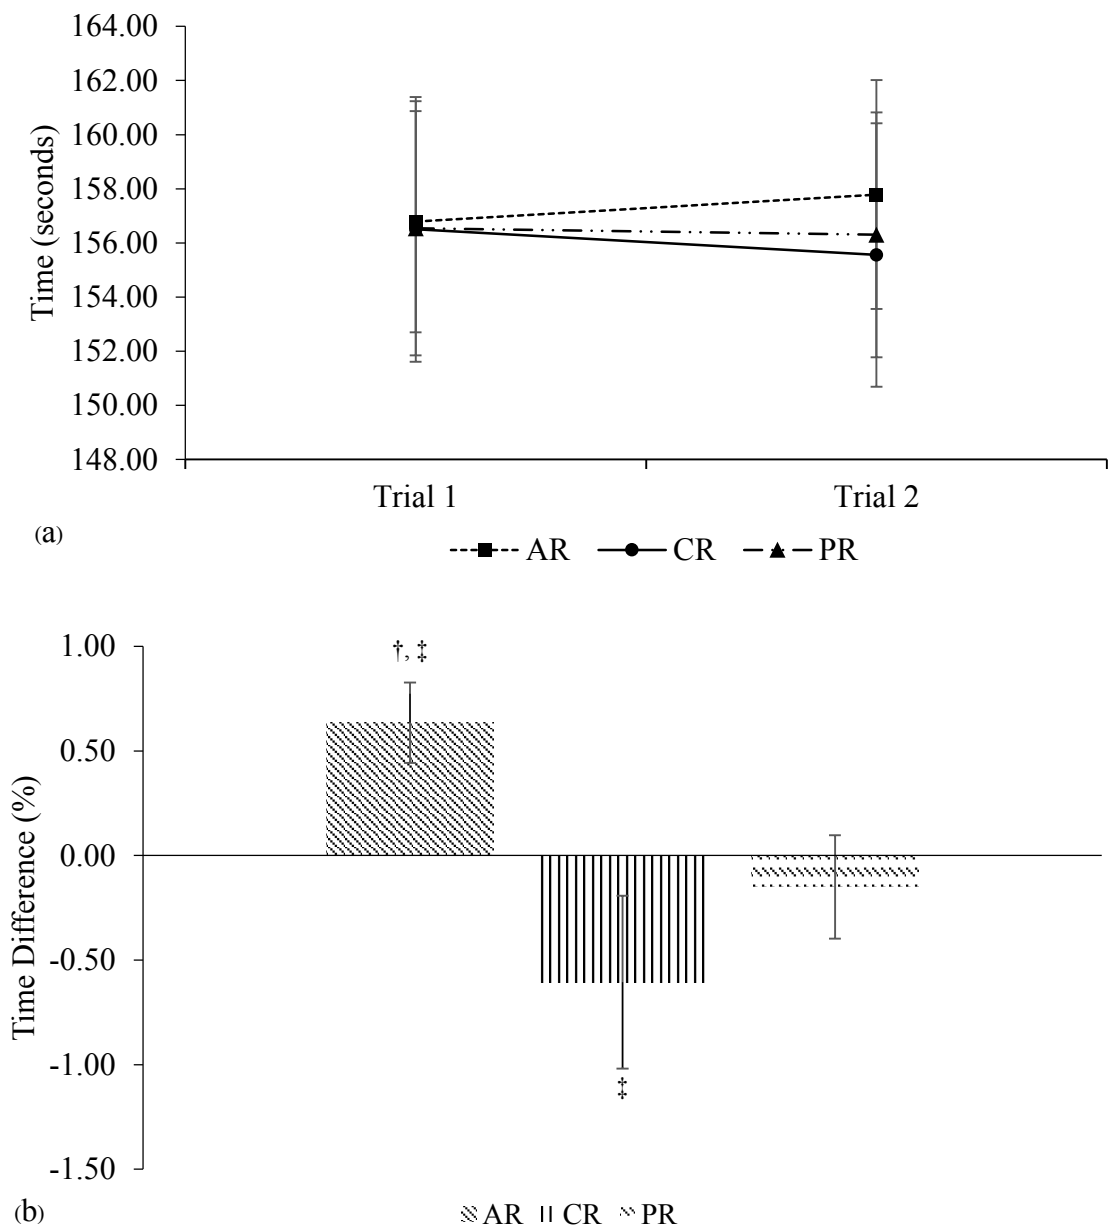 164.00
162.00
160.00
158.00
156.00
154.00
152.00
150.00
148.00
Time (seconds)
Trial 1 Trial 2
(a)
AR CR PR
1.00
0.50
0.00
-0.50
-1.00
-1.50
Time Difference (%)
†, ‡
‡
(b)
AR CR PR